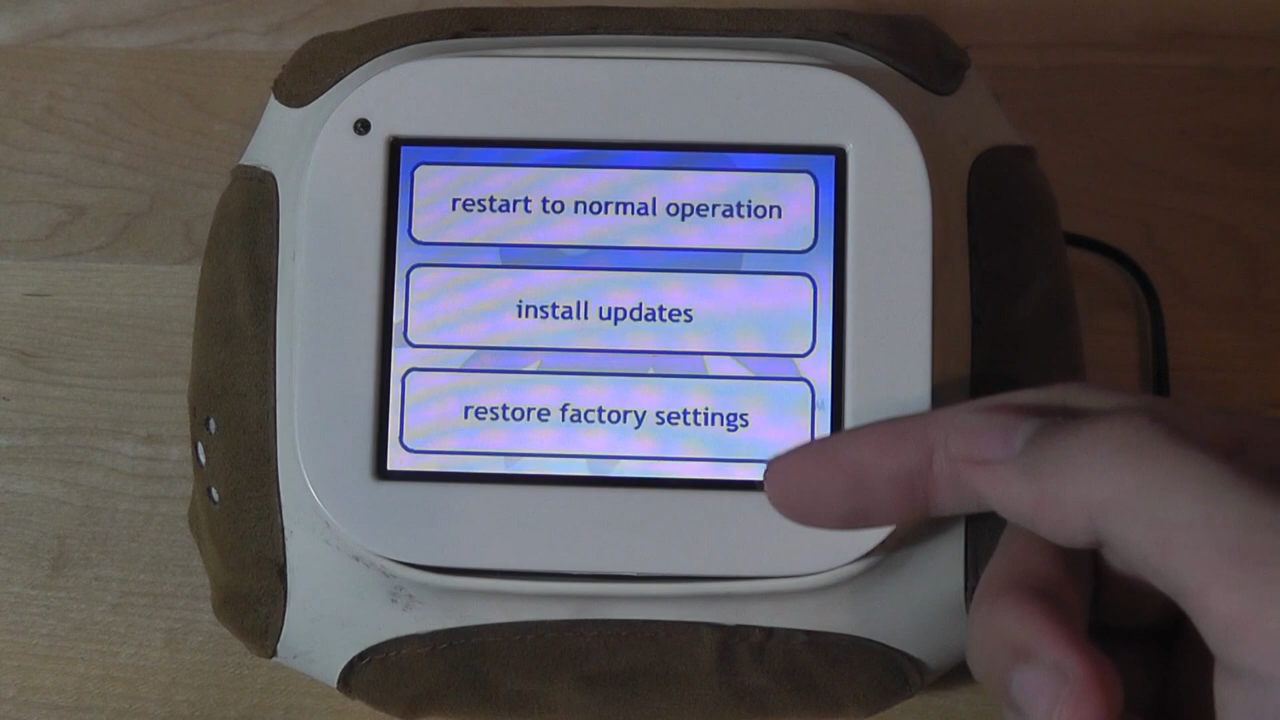 restart to normal operation
install updates
restore factory settings